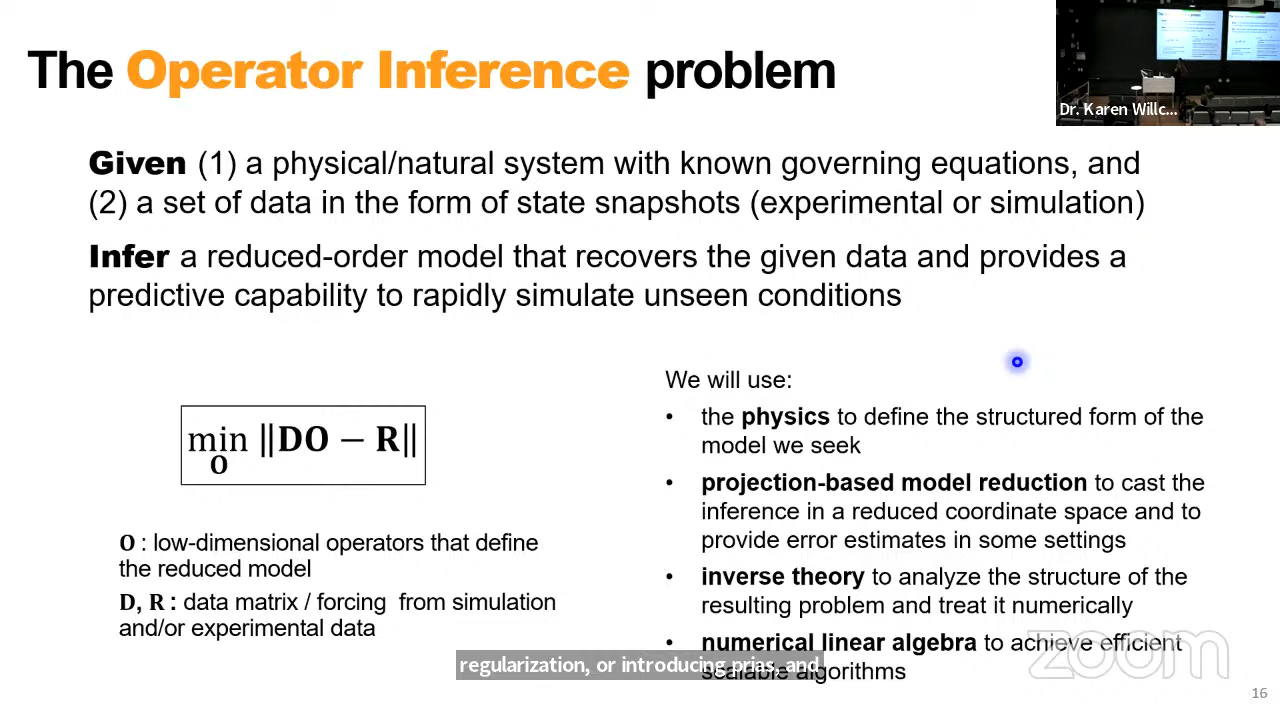 The Operator Inference problem
Dr. Karen Willc...
Given (1) a physical/natural system with known governing equations, and
(2) a set of data in the form of state snapshots (experimental or simulation)
Infer a reduced-order model that recovers the given data and provides a
predictive capability to rapidly simulate unseen conditions
min ‖DO − R‖
O
O : low-dimensional operators that define
the reduced model
D, R : data matrix / forcing from simulation
and/or experimental data
We will use:
• the physics to define the structured form of the
model we seek
• projection-based model reduction to cast the
inference in a reduced coordinate space and to
provide error estimates in some settings
• inverse theory to analyze the structure of the
resulting problem and treat it numerically
• numerical linear algebra to achieve efficient
scalable algorithms
regularization, or introducing prias, and
zoom
16